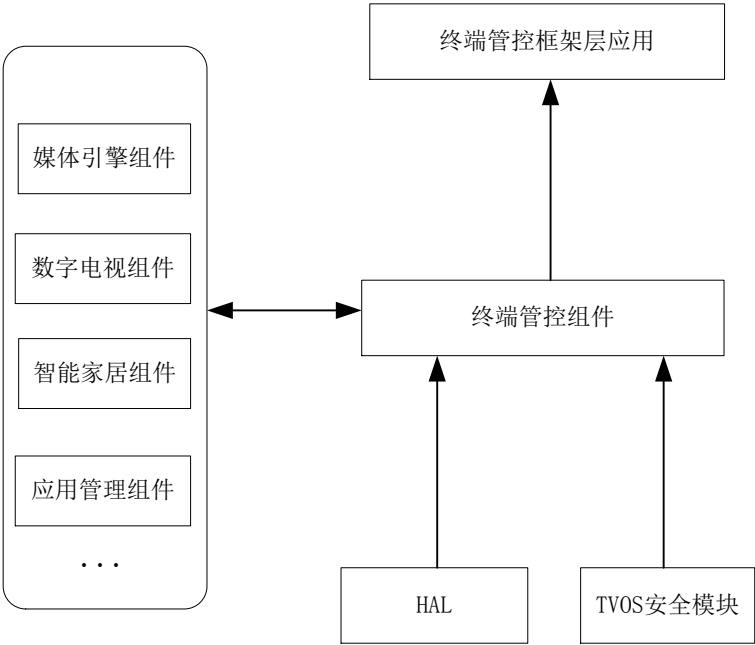 终端管控框架层应用
媒体引擎组件
数字电视组件
终端管控组件
智能家居组件
应用管理组件
...
HAL
TVOS安全模块